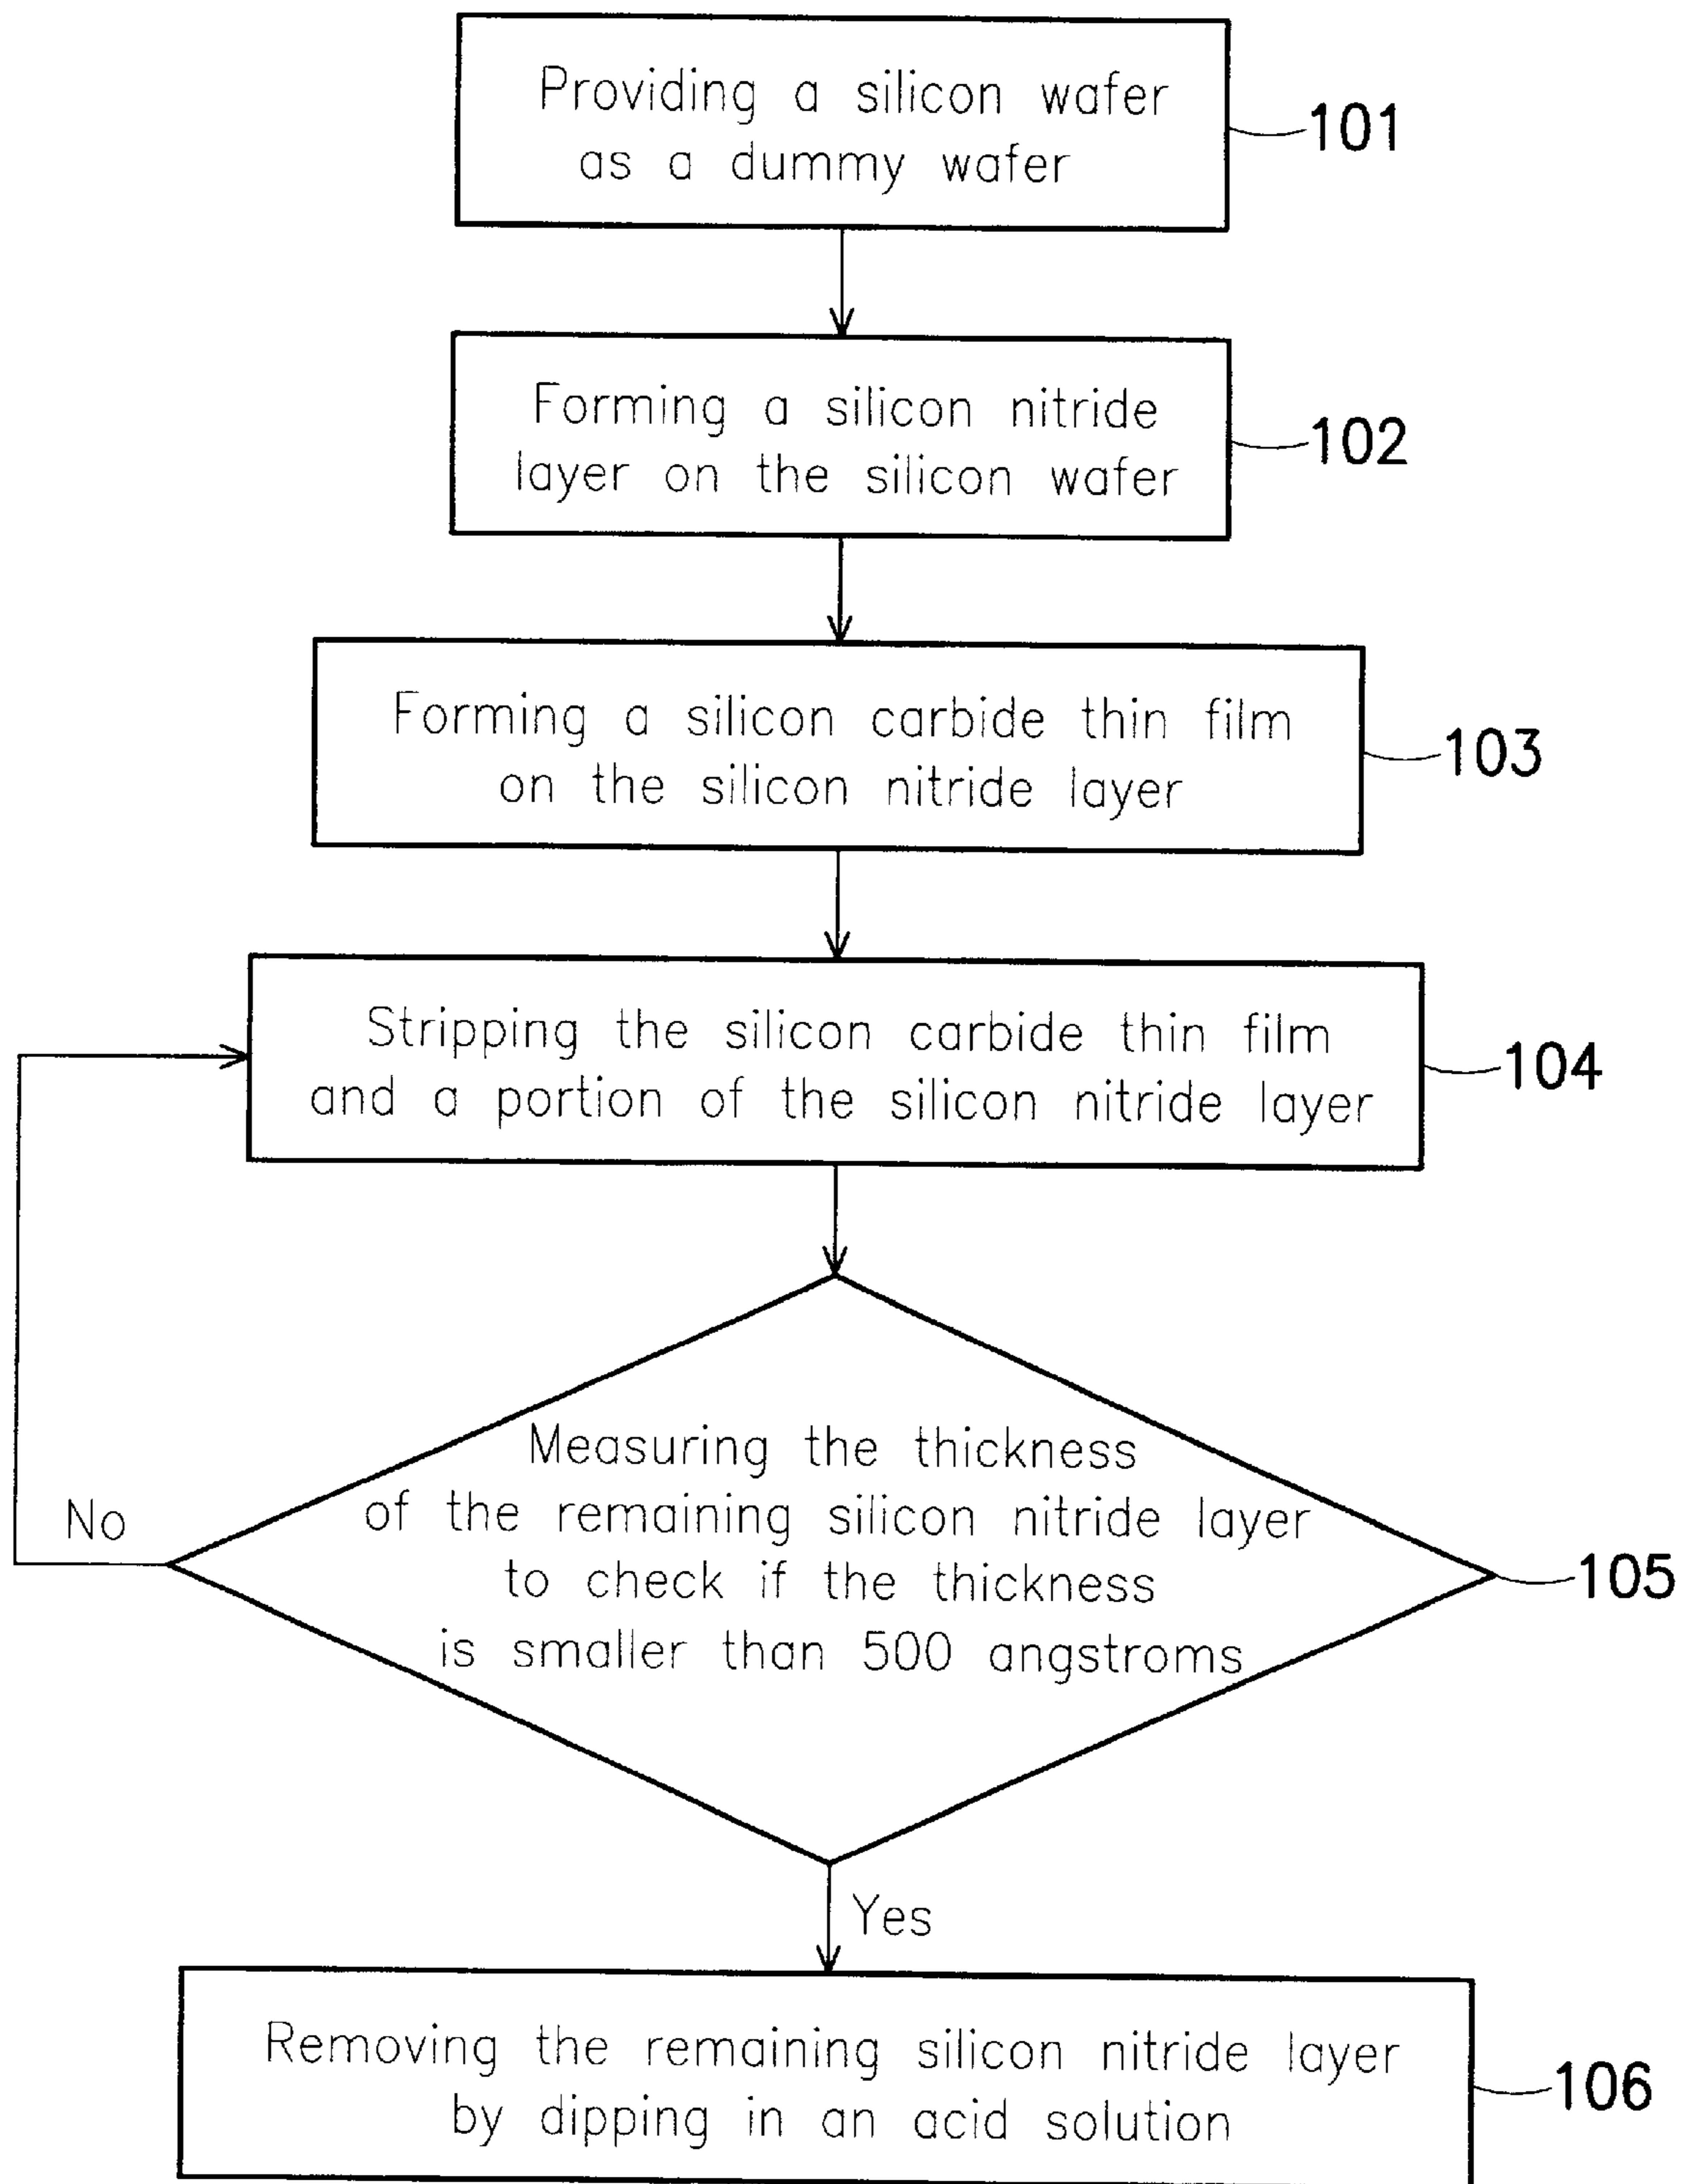 Providing a silicon wafer
as a dummy wafer
101
Forming a silicon nitride
layer on the silicon wafer
102
Forming a silicon carbide thin film
on the silicon nitride layer
103
Stripping the silicon carbide thin film
and a portion of the silicon nitride layer
104
Measuring the thickness
of the remaining silicon nitride layer
to check if the thickness
is smaller than 500 angstroms
105
No
Yes
Removing the remaining silicon nitride layer
by dipping in an acid solution
106